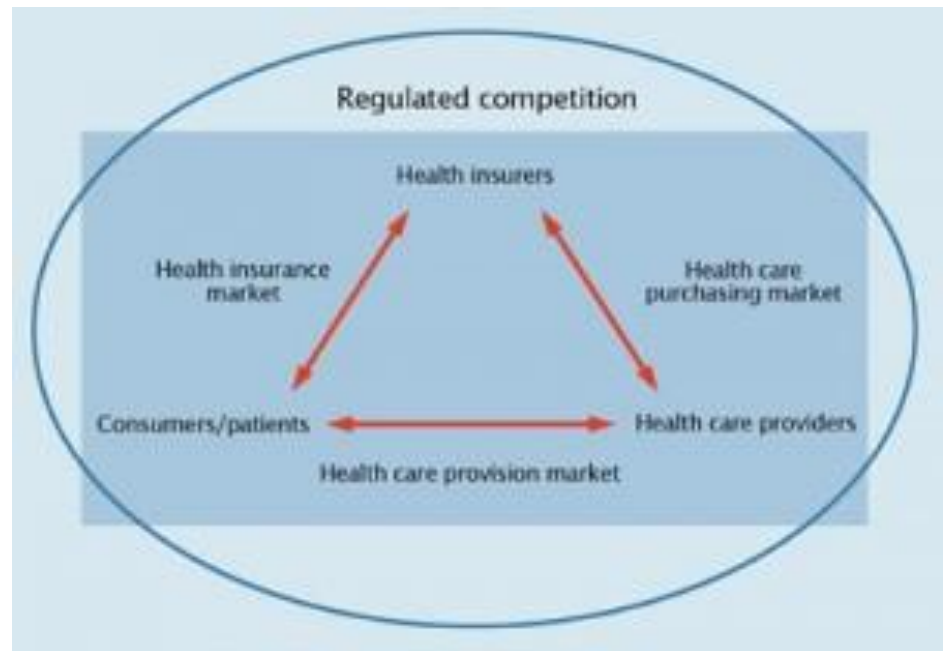 Regulated competition
Health insurers
Health insurance
market
Health care
purchasing market
Consumers/patients
Health care providers
Health care provision market